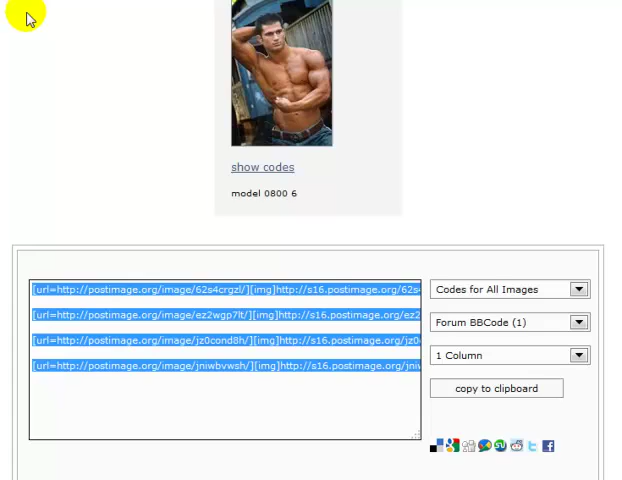 show codes
model 0800 6
[url=http://postimage.org/image/62s4crgzl/][img]http://s16.postimage.org/62s4
Codes for All Images
[url=http://postimage.org/image/ez2wgp7lt/][img]http://s16.postimage.org/ez2
Forum BBCode (1)
[url=http://postimage.org/image/jz0cond8h/][img]http://s16.postimage.org/jz0
1 Column
[url=http://postimage.org/image/jniwbvwsh/][img]http://s16.postimage.org/jniw
copy to clipboard